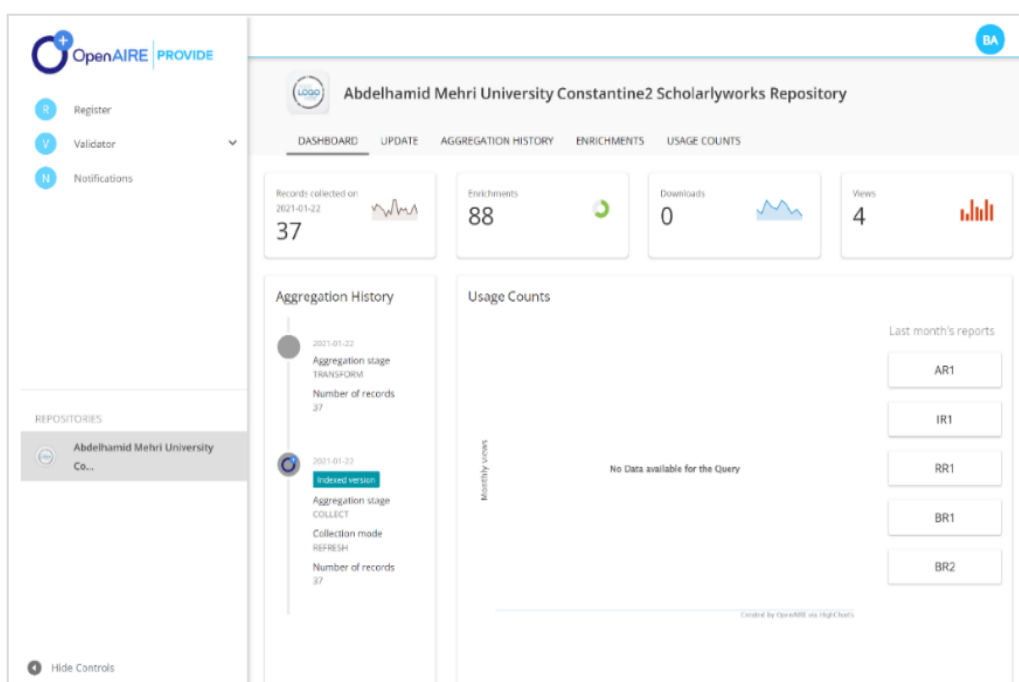 OpenAIRE PROVIDE
BA
R Register
V Validator
N Notifications
REPOSITORIES
Abdelhamid Mehri University
Co...
Hide Controls
LOGO
Abdelhamid Mehri University Constantine2 Scholarlyworks Repository
DASHBOARD UPDATE AGGREGATION HISTORY ENRICHMENTS USAGE COUNTS
Records collected on
2021-01-22
37
Enrichments
88
Downloads
0
Views
4
Aggregation History
2021-01-22
Aggregation stage
TRANSFORM
Number of records
37
2021-01-22
Indexed version
Aggregation stage
COLLECT
Collection mode
REFRESH
Number of records
37
Usage Counts
Monthly views
No Data available for the Query
Created by OpenAIRE via HighCharts
Last month's reports
AR1
IR1
RR1
BR1
BR2